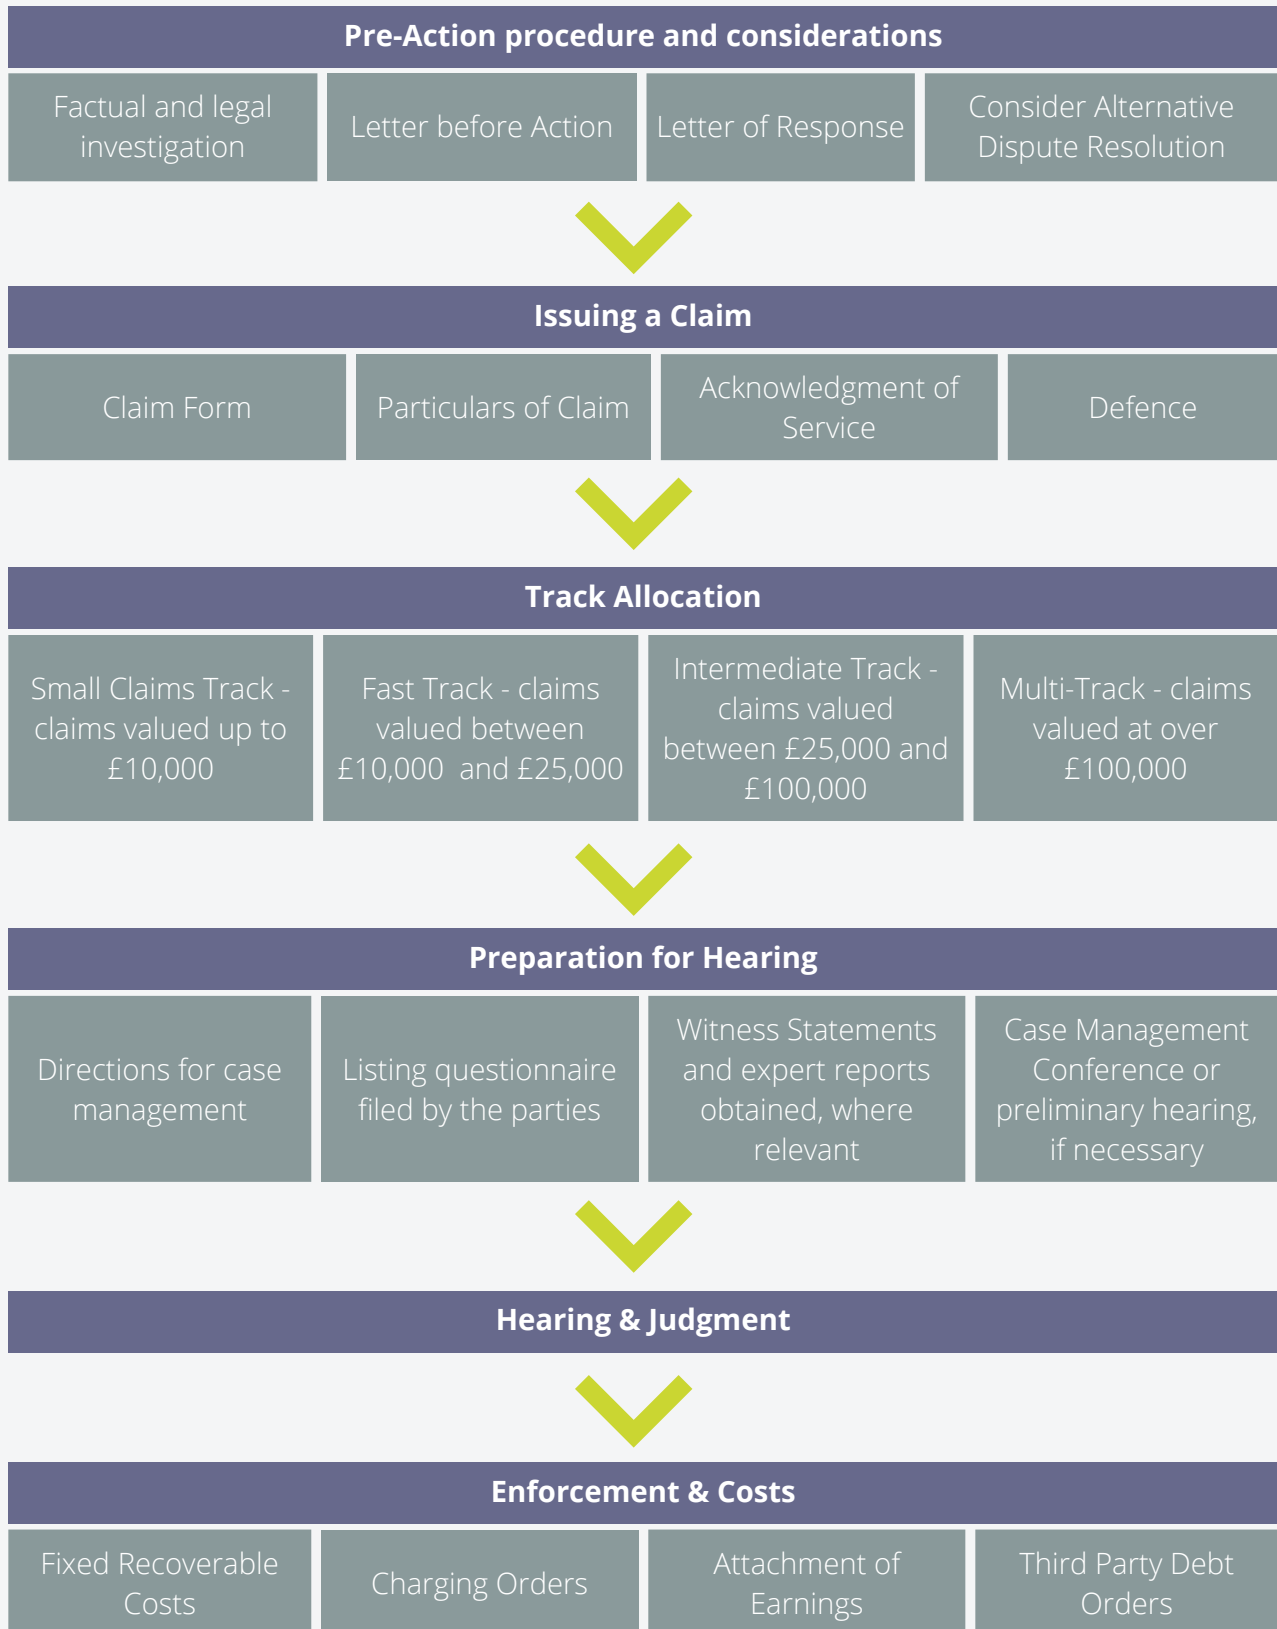 Pre-Action procedure and considerations
Factual and legal
investigation
Letter before Action
Letter of Response
Consider Alternative
Dispute Resolution
Issuing a Claim
Claim Form
Particulars of Claim
Acknowledgment of
Service
Defence
Track Allocation
Small Claims Track -
claims valued up to
£10,000
Fast Track - claims
valued between
£10,000  and £25,000
Intermediate Track -
claims valued
between £25,000 and
£100,000
Multi-Track - claims
valued at over
£100,000
Preparation for Hearing
Directions for case
management
Listing questionnaire
filed by the parties
Witness Statements
and expert reports
obtained, where
relevant
Case Management
Conference or
preliminary hearing,
if necessary
Hearing & Judgment
Enforcement & Costs
Fixed Recoverable
Costs
Charging Orders
Attachment of
Earnings
Third Party Debt
Orders